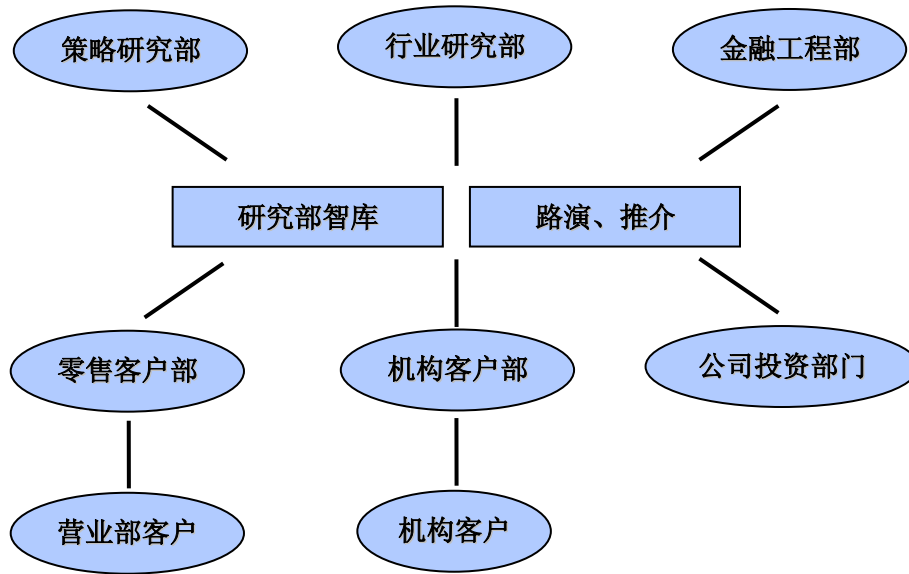 策略研究部
行业研究部
金融工程部
研究部智库
路演、推介
零售客户部
机构客户部
公司投资部门
营业部客户
机构客户